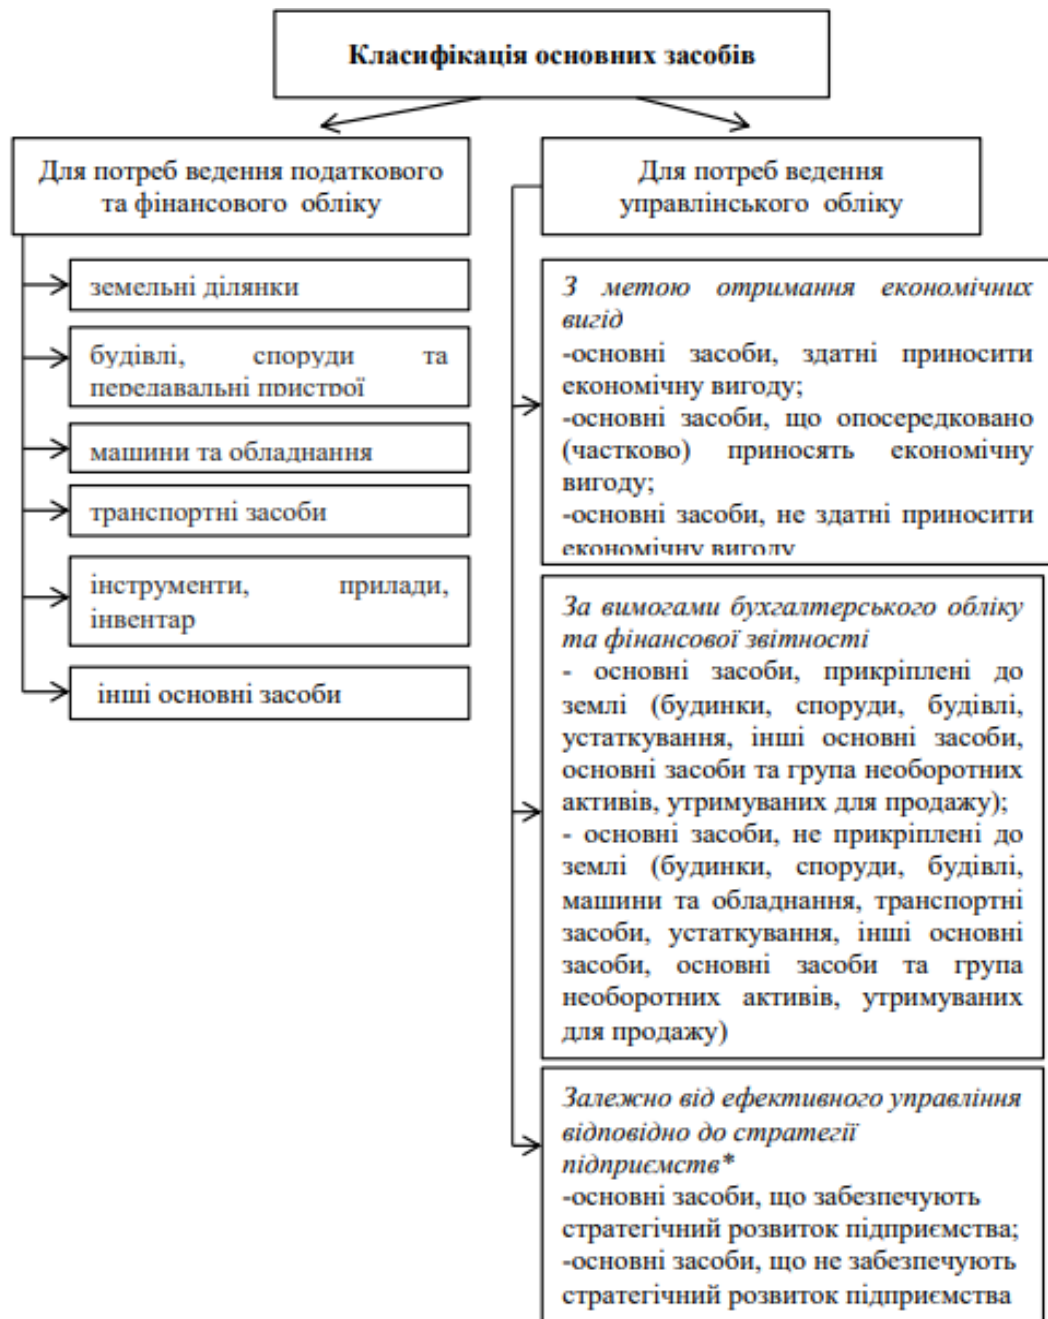 Класифікація основних засобів
Для потреб ведення податкового
та фінансового обліку
земельні ділянки
будівлі, споруди та
передавальні пристрої
машини та обладнання
транспортні засоби
інструменти, прилади,
інвентар
інші основні засоби
Для потреб ведення
управлінського обліку
З метою отримання економічних
вигід
-основні засоби, здатні приносити
економічну вигоду;
-основні засоби, що опосередковано
(частково) приносять економічну
вигоду;
-основні засоби, не здатні приносити
економічну вигоду
За вимогами бухгалтерського обліку
та фінансової звітності
- основні засоби, прикріплені до
землі (будинки, споруди, будівлі,
устаткування, інші основні засоби,
основні засоби та група необоротних
активів, утримуваних для продажу);
- основні засоби, не прикріплені до
землі (будинки, споруди, будівлі,
машини та обладнання, транспортні
засоби, устаткування, інші основні
засоби, основні засоби та група
необоротних активів, утримуваних
для продажу)
Залежно від ефективного управління
відповідно до стратегії
підприємств*
-основні засоби, що забезпечують
стратегічний розвиток підприємства;
-основні засоби, що не забезпечують
стратегічний розвиток підприємства